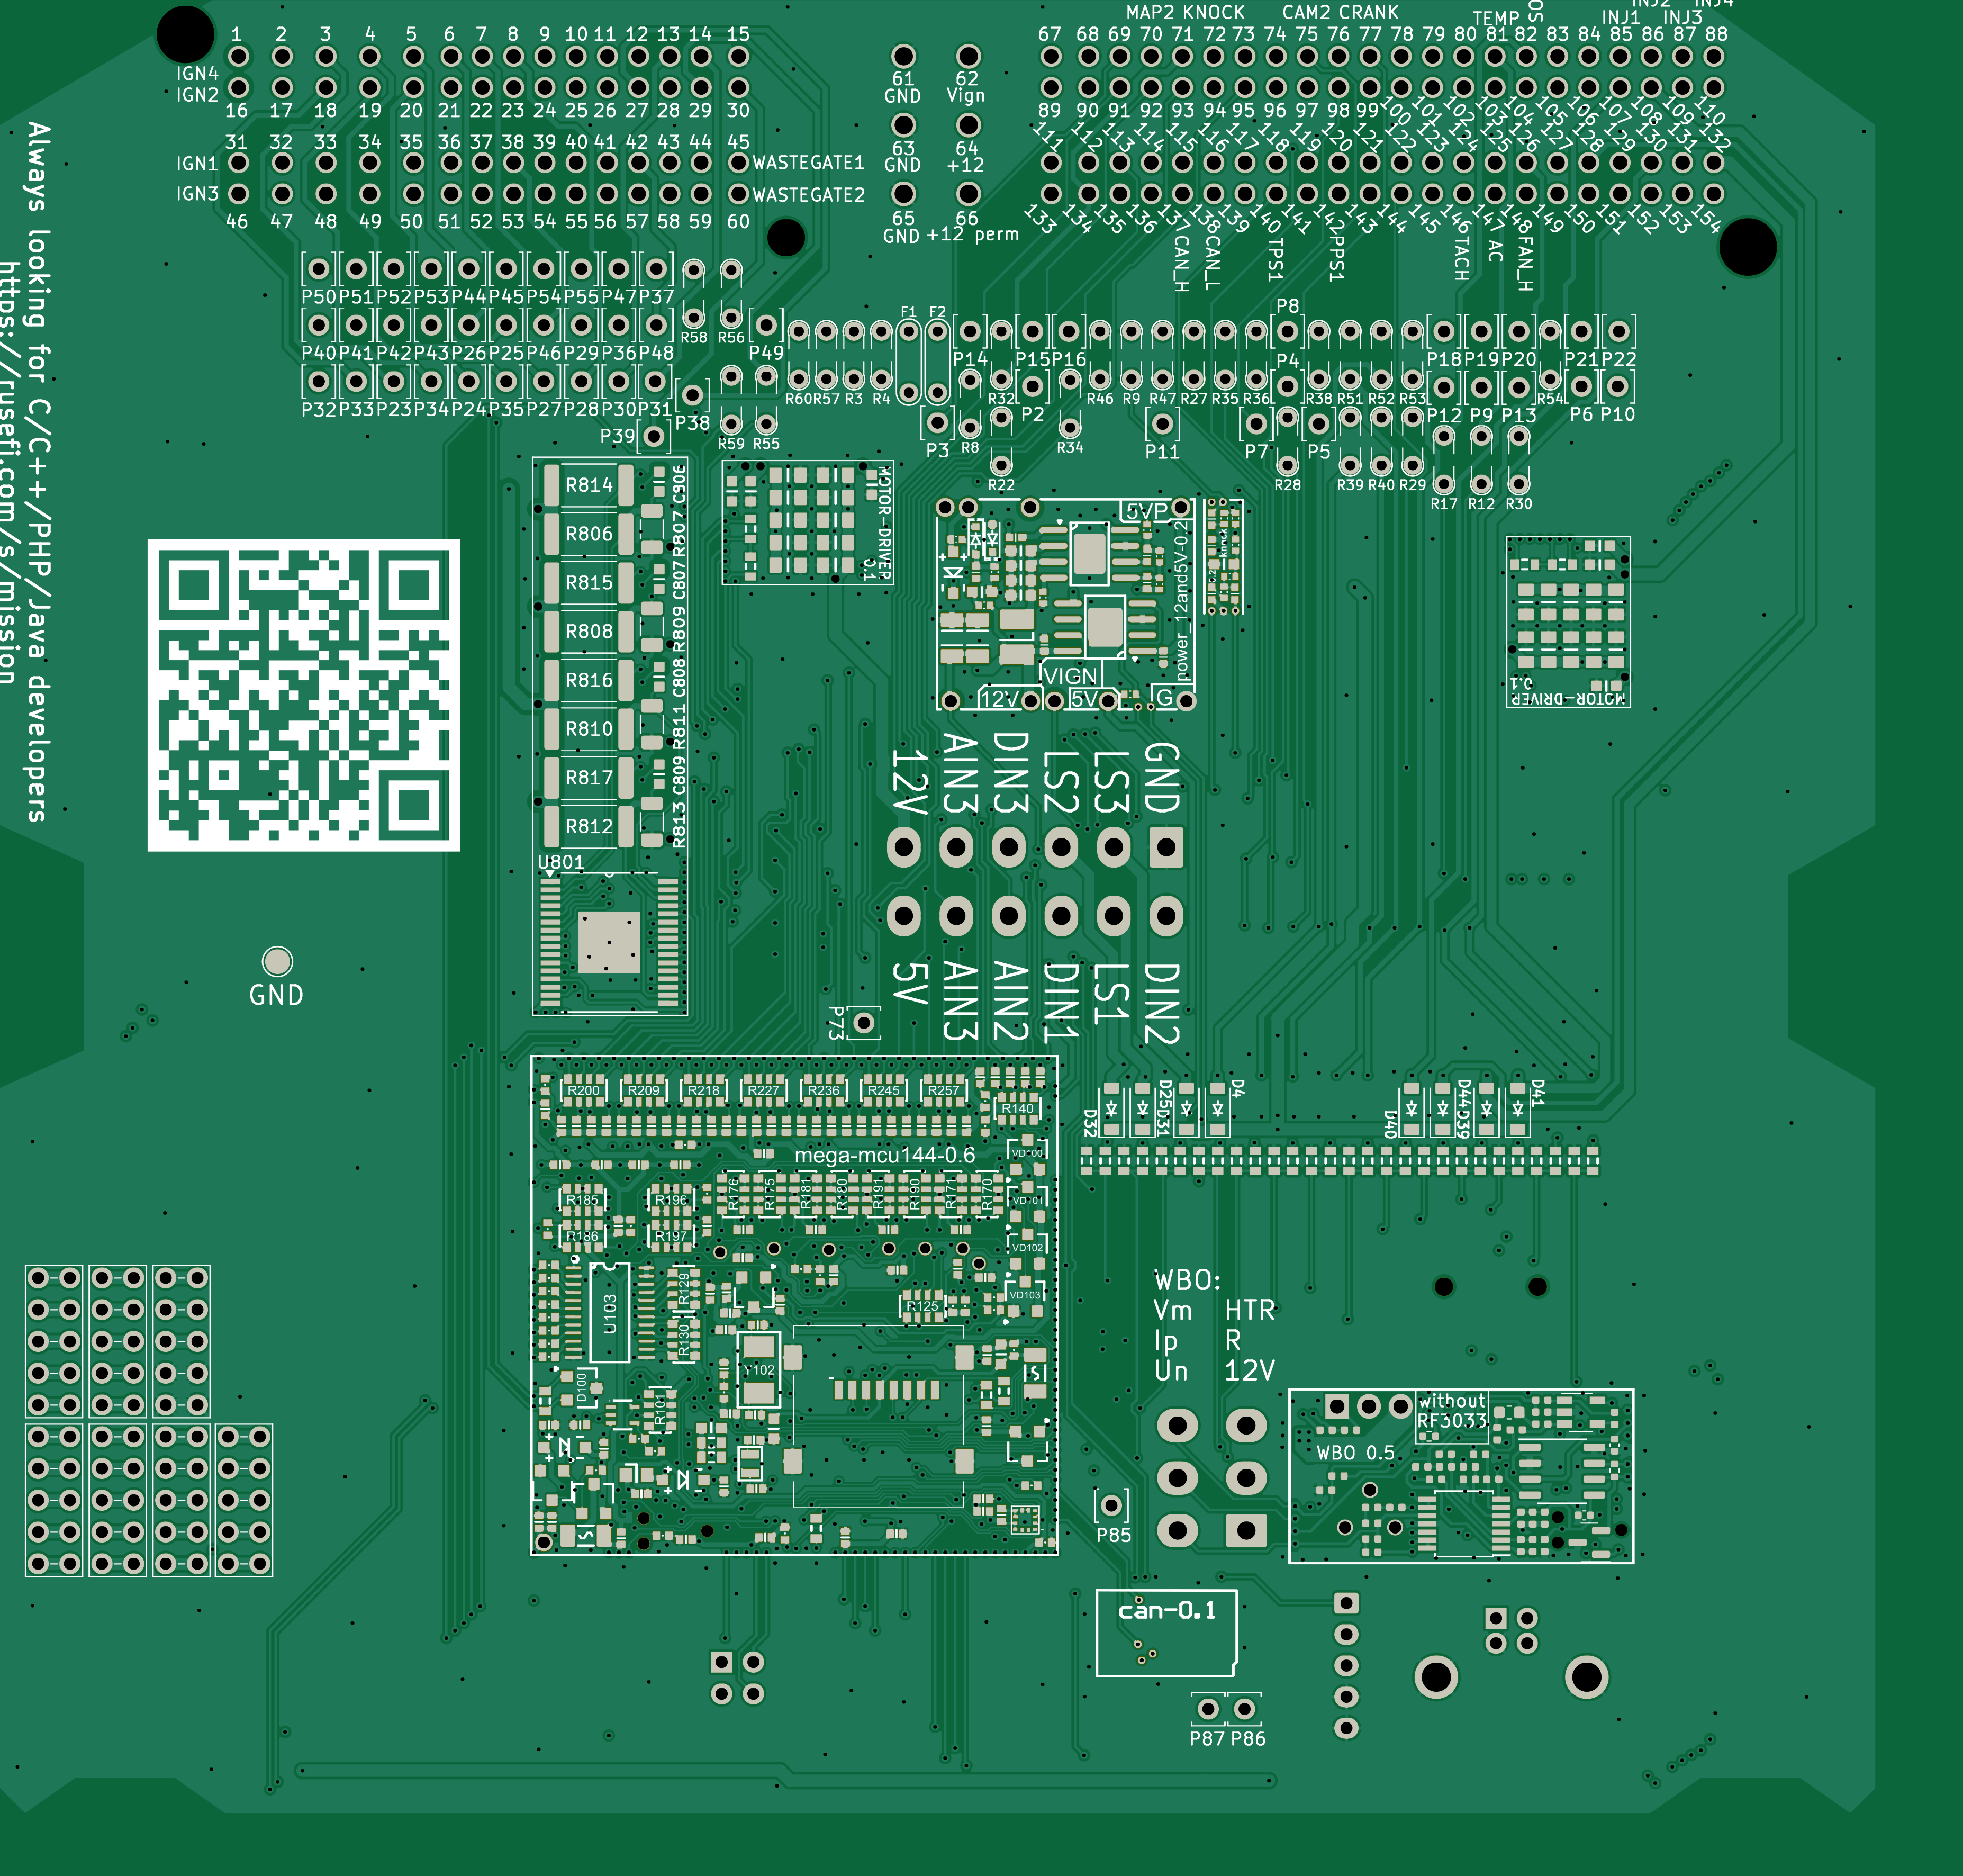 MAP2 KNOCK CAM2 CRANK TEMP INJ1 INJ3
1 2 3 4 5 6 7 8 9 10 11 12 13 14 15
IGN4
IGN2
16 17 18 19 20 21 22 23 24 25 26 27 28 29 30
31 32 33 34 35 36 37 38 39 40 41 42 43 44 45
IGN1
WASTEGATE1
IGN3
WASTEGATE2
46 47 48 49 50 51 52 53 54 55 56 57 58 59 60
61 62
GND Vign
63 64
GND +12
65 66
GND +12 perm
67 68 69 70 71 72 73 74 75 76 77 78 79 80 81 82 83 84 85 86 87 88
89 90 91 92 93 94 95 96 97 98 99 100 101 102 103 104 105 106 107 108 109 110
111 112 113 114 115 116 117 118 119 120 121 122 123 124 125 126 127 128 129 130 131 132
133 134 135 136 137 138 139 140 141 142 143 144 145 146 147 148 149 150 151 152 153 154
CAN_H CAN_L TPS1 PPS1 TACH AC FAN_H
Always looking for C/C++/PHP/Java developers
https://rusefi.com/s/mission
P50 P51 P52 P53 P44 P45 P54 P55 P47 P37
P40 P41 P42 P43 P26 P25 P46 P29 P36 P48
P32 P33 P23 P34 P24 P35 P27 P28 P30 P31
P39 P38 R58 R56 P49
R59 R55
R60 R57 R3 R4 F1 F2
P14 P15 P16 P8
R32 P2 R46 R9 R47 R27 R35 R36 P4 R38 R51 R52 R53
P18 P19 P20 P21 P22
P12 P9 P13 R54 P6 P10
P3 R8 R34 P11 P7 P5
R22 R28 R39 R40 R29 R17 R12 R30
R814 C506
R806 R807
R815 C807
R808 R809
R816 C808
R810 R811
R817 C809
R812 R813
U801
MOTOR-DRIVER
0.1
5VP
power_12and5V-0.2
VIGN
12V 5V G
knock
MOTOR-DRIVER
0.1
12V AIN3 DIN3 LS2 LS3 GND
5V AIN3 AIN2 DIN1 LS1 DIN2
GND
P73
R200 R209 R218 R227 R236 R245 R257
R140
mega-mcu144-0.6
VD100
R185 R196 R176 R175 R181 R180 R191 R190 R171 R170
VD101
R186 R197
VD102
U103 R129 R125 VD103
R130
Y102
D100
R101
D32 D25 D31 D4 D40 D44 D39 D41
WBO:
Vm HTR
Ip R
Un 12V
without
RF3033
WBO 0.5
P85
can-0.1
P87 P86